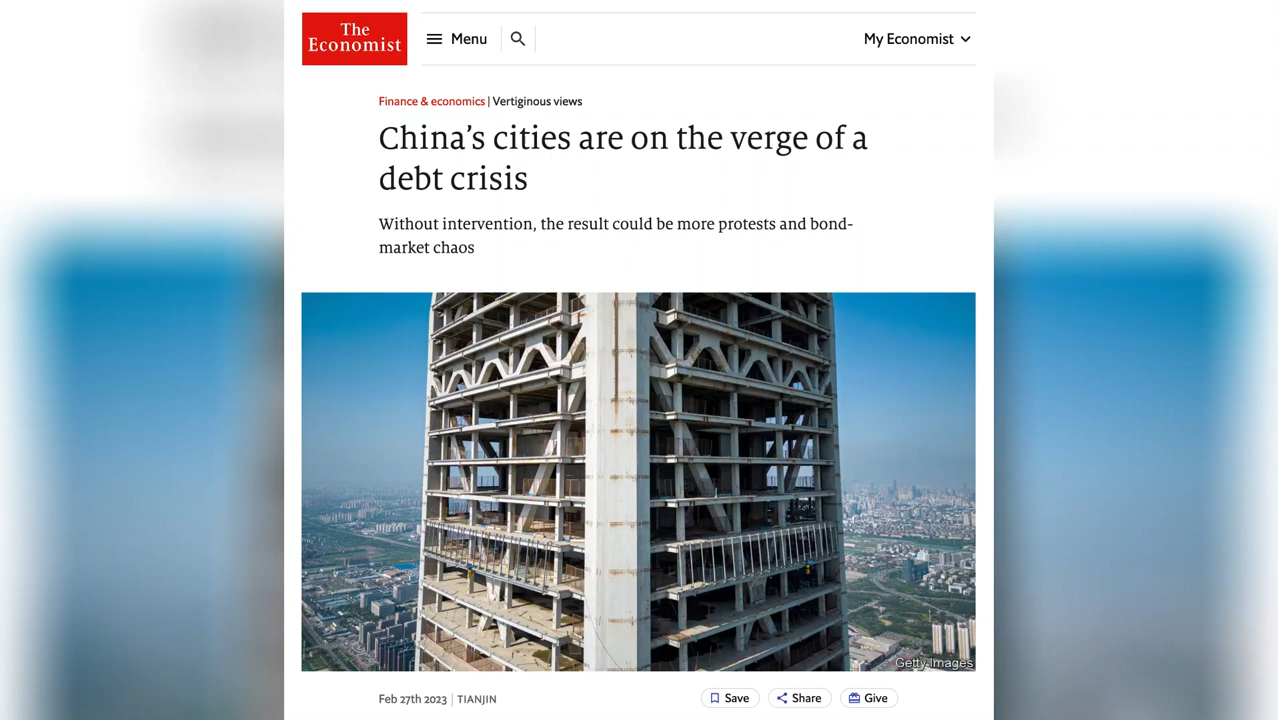 The
Economist
Menu
My Economist
Finance & economics | Vertiginous views
China's cities are on the verge of a
debt crisis
Without intervention, the result could be more protests and bond-
market chaos
Getty Images
Feb 27th 2023 | TIANJIN
Save
Share
Give